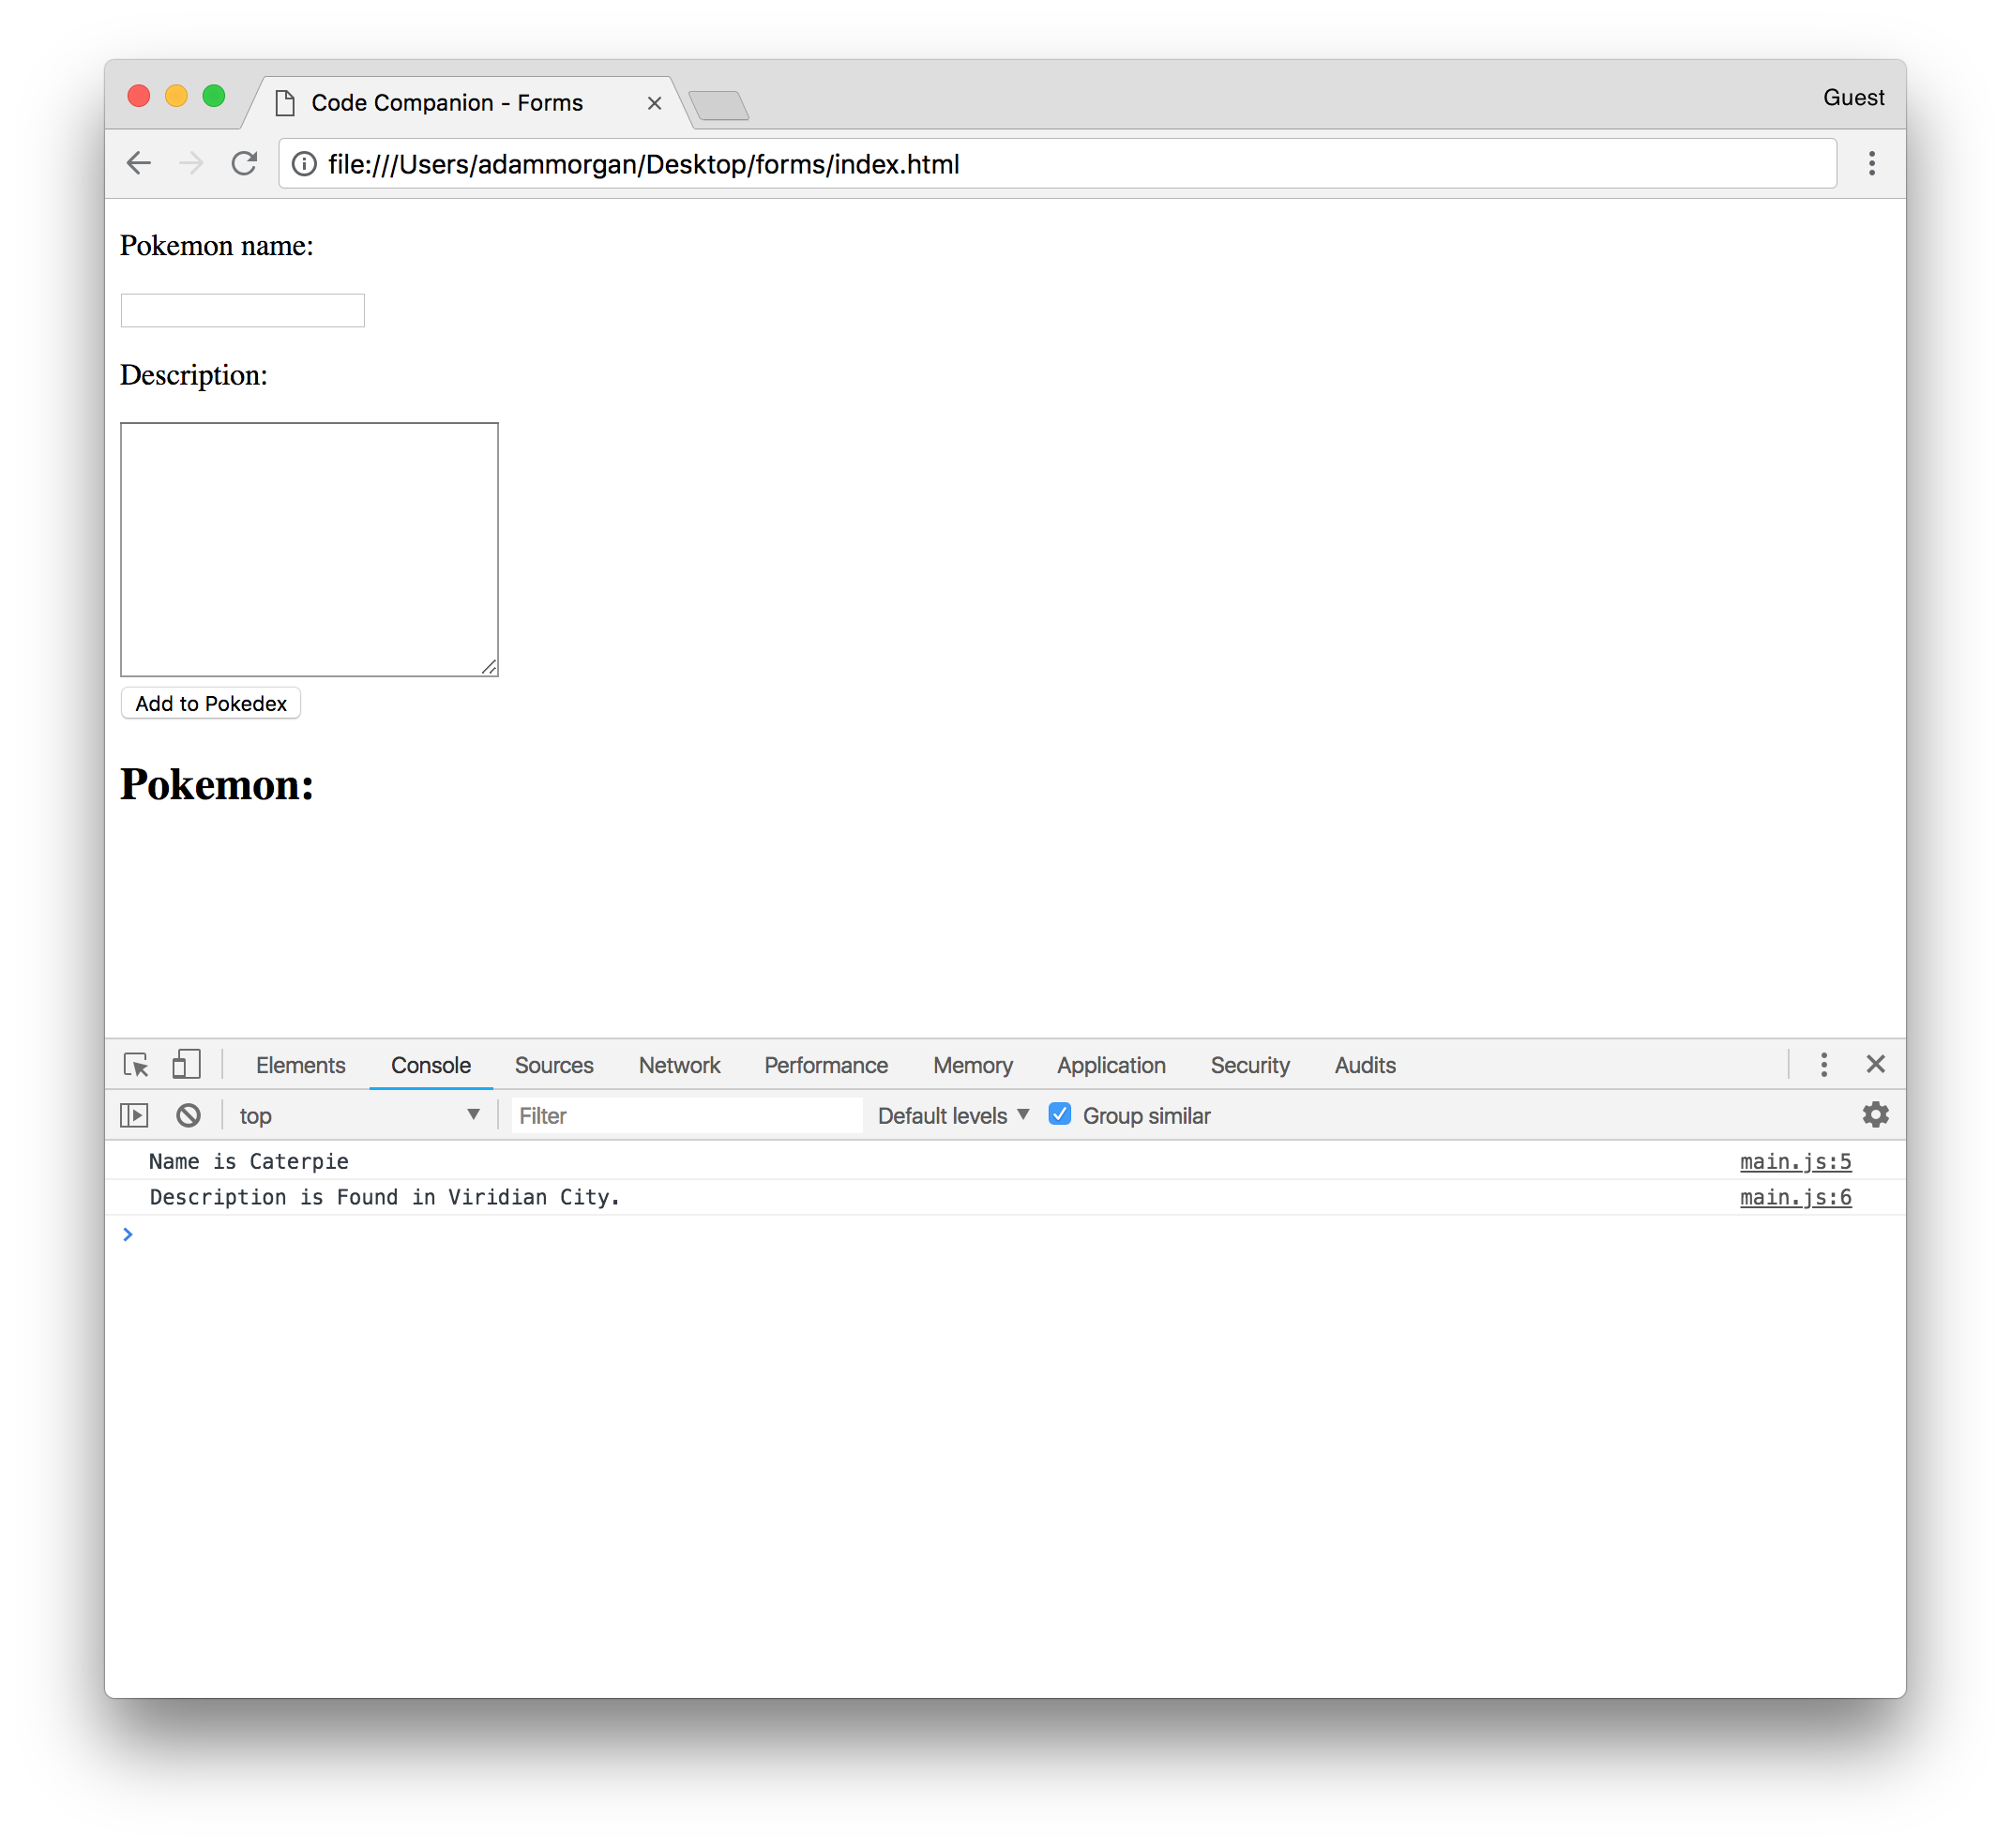 Code Companion - Forms
Guest
file:///Users/adammorgan/Desktop/forms/index.html
Pokemon name:
Description:
Add to Pokedex
Pokemon:
Elements Console Sources Network Performance Memory Application Security Audits
top Filter Default levels Group similar
Name is Caterpie main.js:5
Description is Found in Viridian City. main.js:6